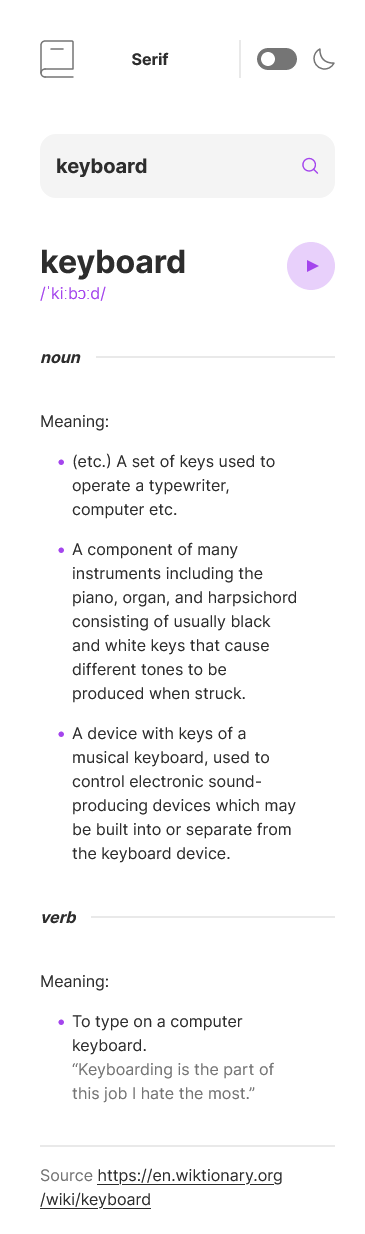 Serif
keyboard
keyboard
/ˈkiːbɔːd/
noun
Meaning:
• (etc.) A set of keys used to
operate a typewriter,
computer etc.
• A component of many
instruments including the
piano, organ, and harpsichord
consisting of usually black
and white keys that cause
different tones to be
produced when struck.
• A device with keys of a
musical keyboard, used to
control electronic sound-
producing devices which may
be built into or separate from
the keyboard device.
verb
Meaning:
• To type on a computer
keyboard.
“Keyboarding is the part of
this job I hate the most.”
Source https://en.wiktionary.org
/wiki/keyboard